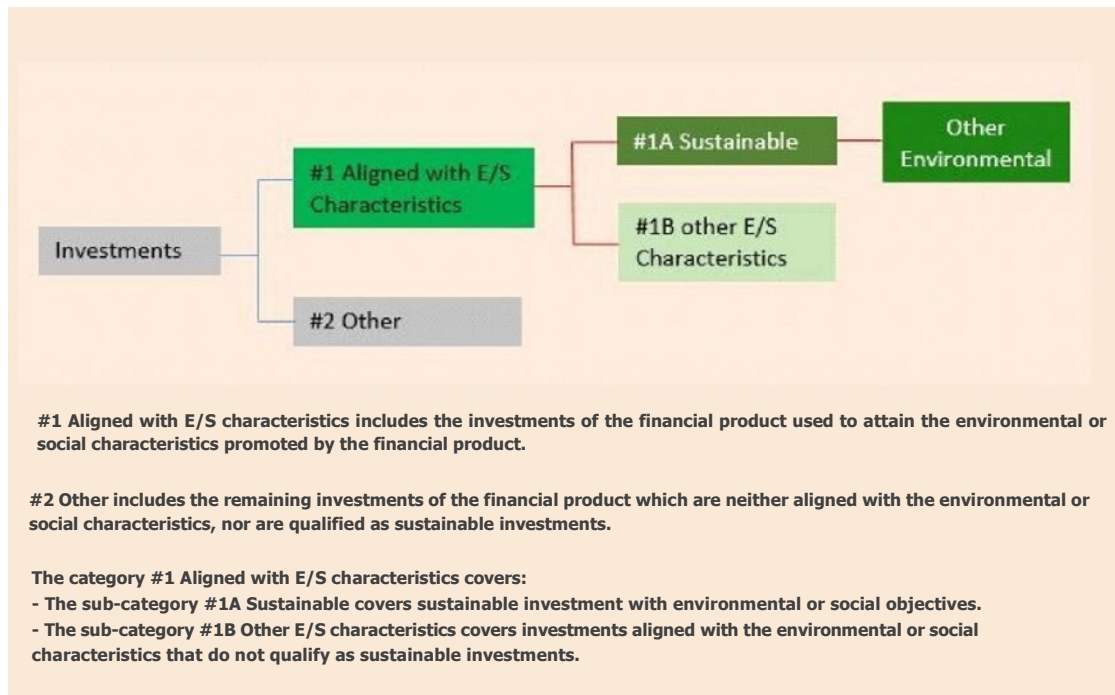 Investments
#1 Aligned with E/S
Characteristics
#2 Other
#1A Sustainable
#1B other E/S
Characteristics
Other
Environmental
#1 Aligned with E/S characteristics includes the investments of the financial product used to attain the environmental or
social characteristics promoted by the financial product.
#2 Other includes the remaining investments of the financial product which are neither aligned with the environmental or
social characteristics, nor are qualified as sustainable investments.
The category #1 Aligned with E/S characteristics covers:
- The sub-category #1A Sustainable covers sustainable investment with environmental or social objectives.
- The sub-category #1B Other E/S characteristics covers investments aligned with the environmental or social
characteristics that do not qualify as sustainable investments.